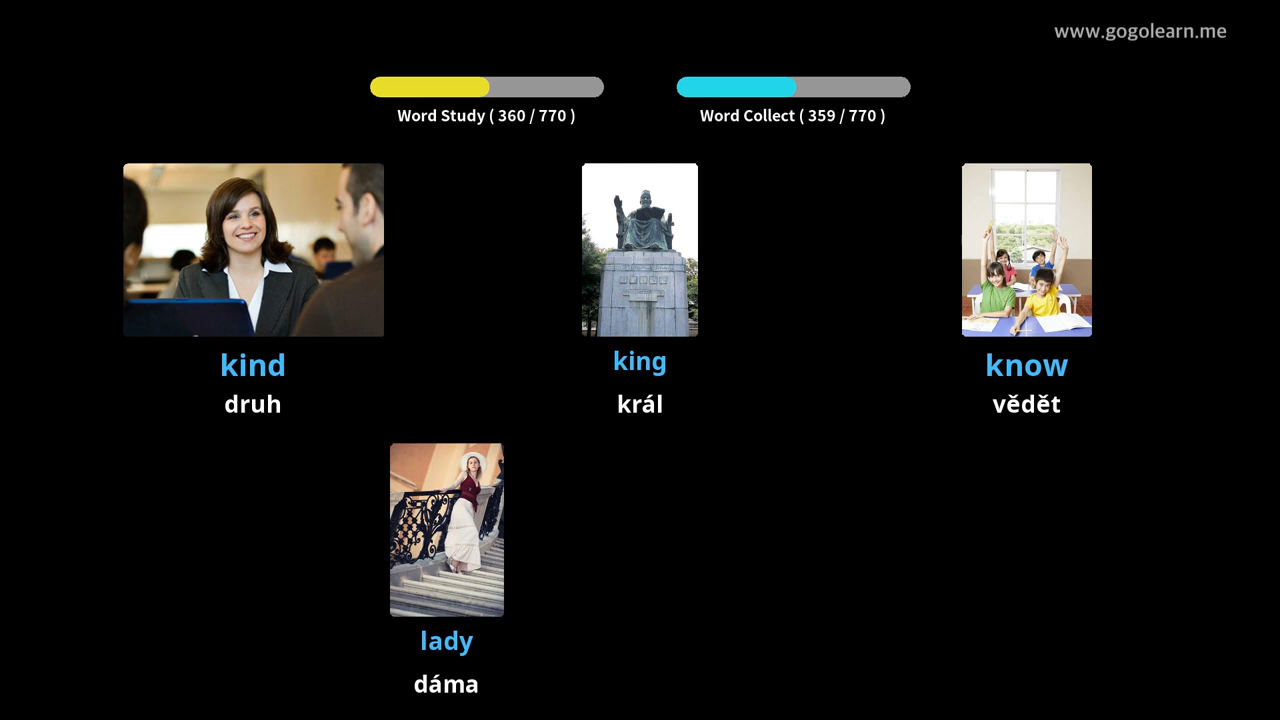 www.gogolearn.me
Word Study ( 360 / 770 )
Word Collect ( 359 / 770 )
kind
king
know
druh
král
vědět
lady
dáma